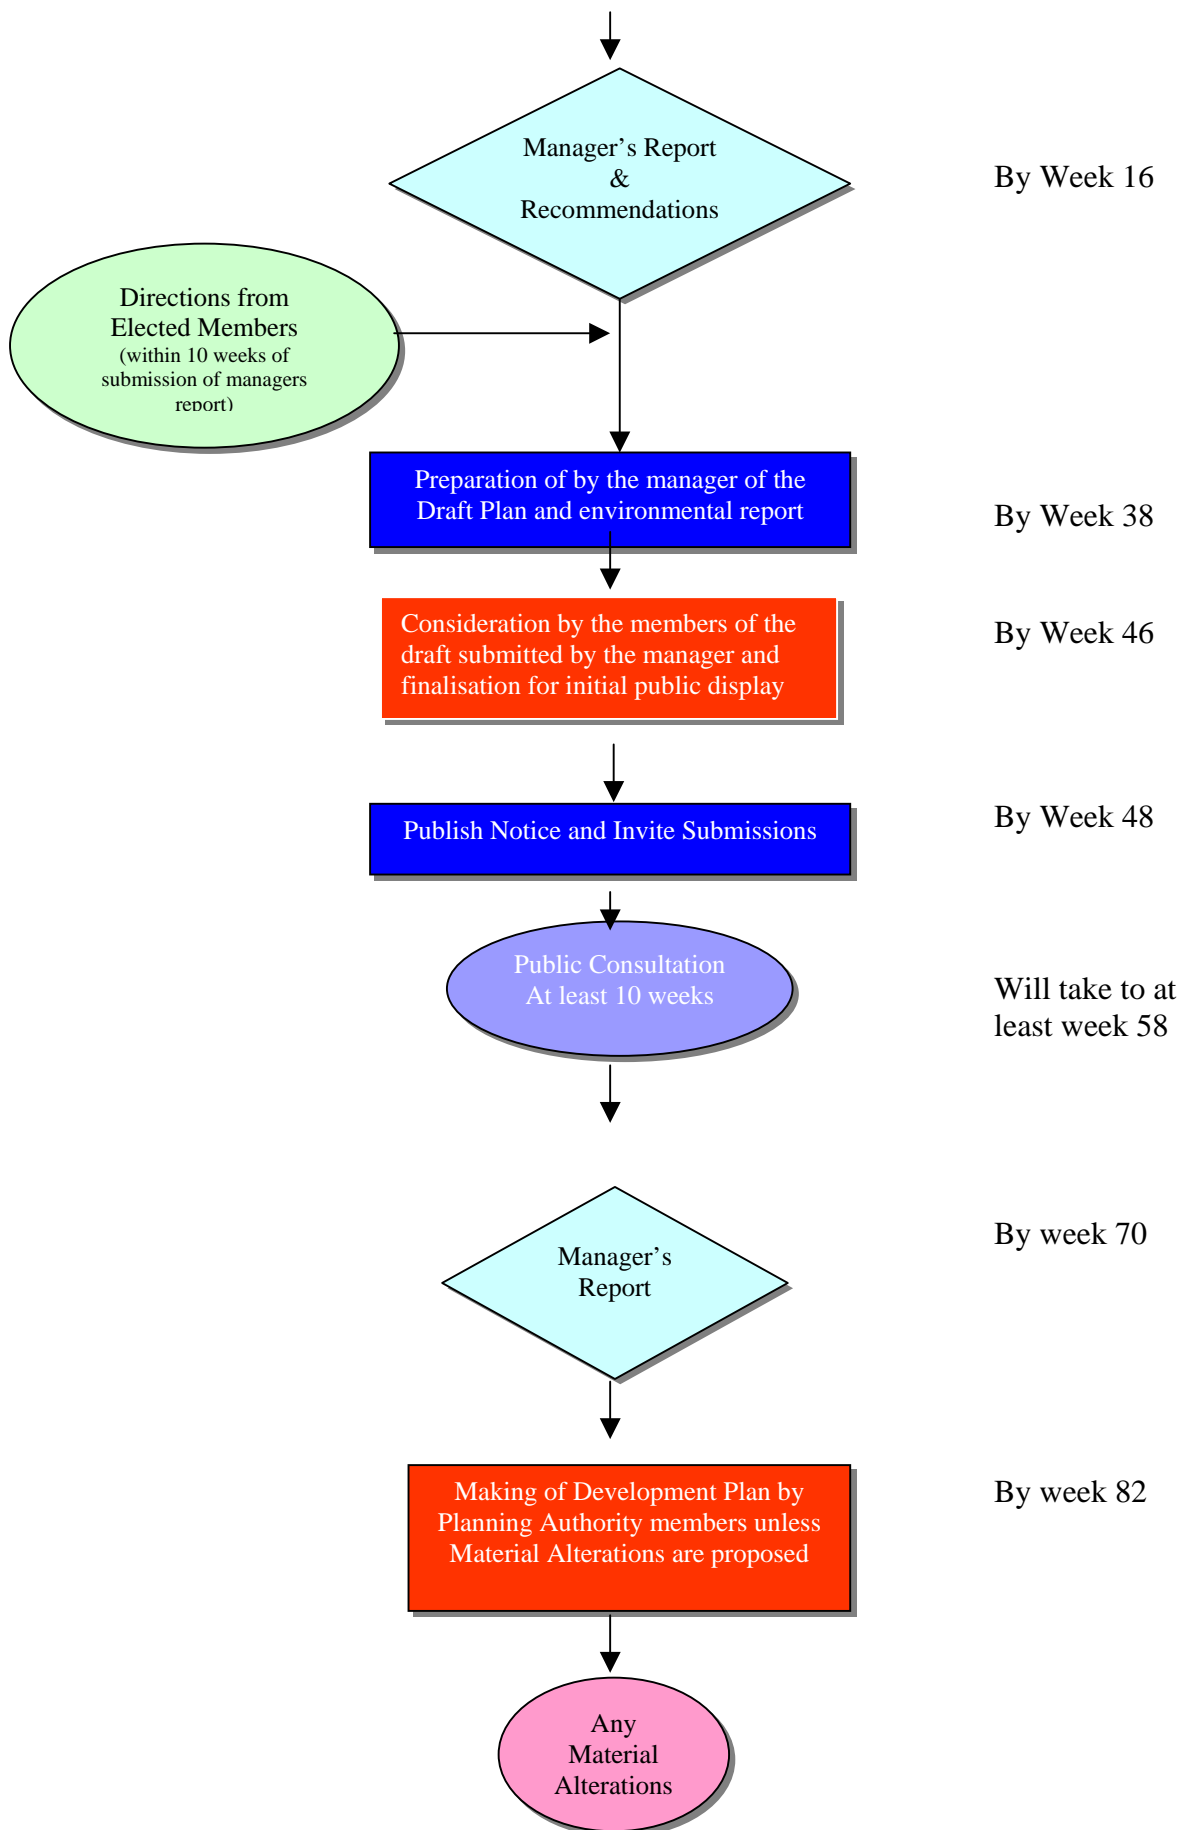 Manager’s Report
&
Recommendations
By Week 16
Directions from
Elected Members
(within 10 weeks of
submission of managers
report)
Preparation of by the manager of the
Draft Plan and environmental report
By Week 38
Consideration by the members of the
draft submitted by the manager and
finalisation for initial public display
By Week 46
Publish Notice and Invite Submissions
By Week 48
Public Consultation
At least 10 weeks
Will take to at
least week 58
Manager’s
Report
By week 70
Making of Development Plan by
Planning Authority members unless
Material Alterations are proposed
By week 82
Any
Material
Alterations